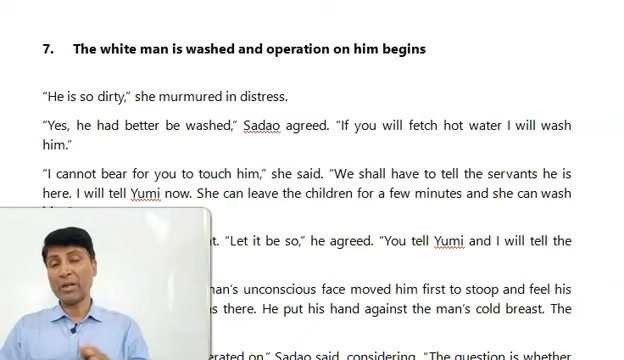 7. The white man is washed and operation on him begins
“He is so dirty,” she murmured in distress.
“Yes, he had better be washed,” Sadao agreed. “If you will fetch hot water I will wash
him.”
“I cannot bear for you to touch him,” she said. “We shall have to tell the servants he is
here. I will tell Yumi now. She can leave the children for a few minutes and she can wash
“Let it be so,” he agreed. “You tell Yumi and I will tell the
unconscious face moved him first to stoop and feel his
there. He put his hand against the man’s cold breast. The
on,” Sadao said, considering. “The question is whether